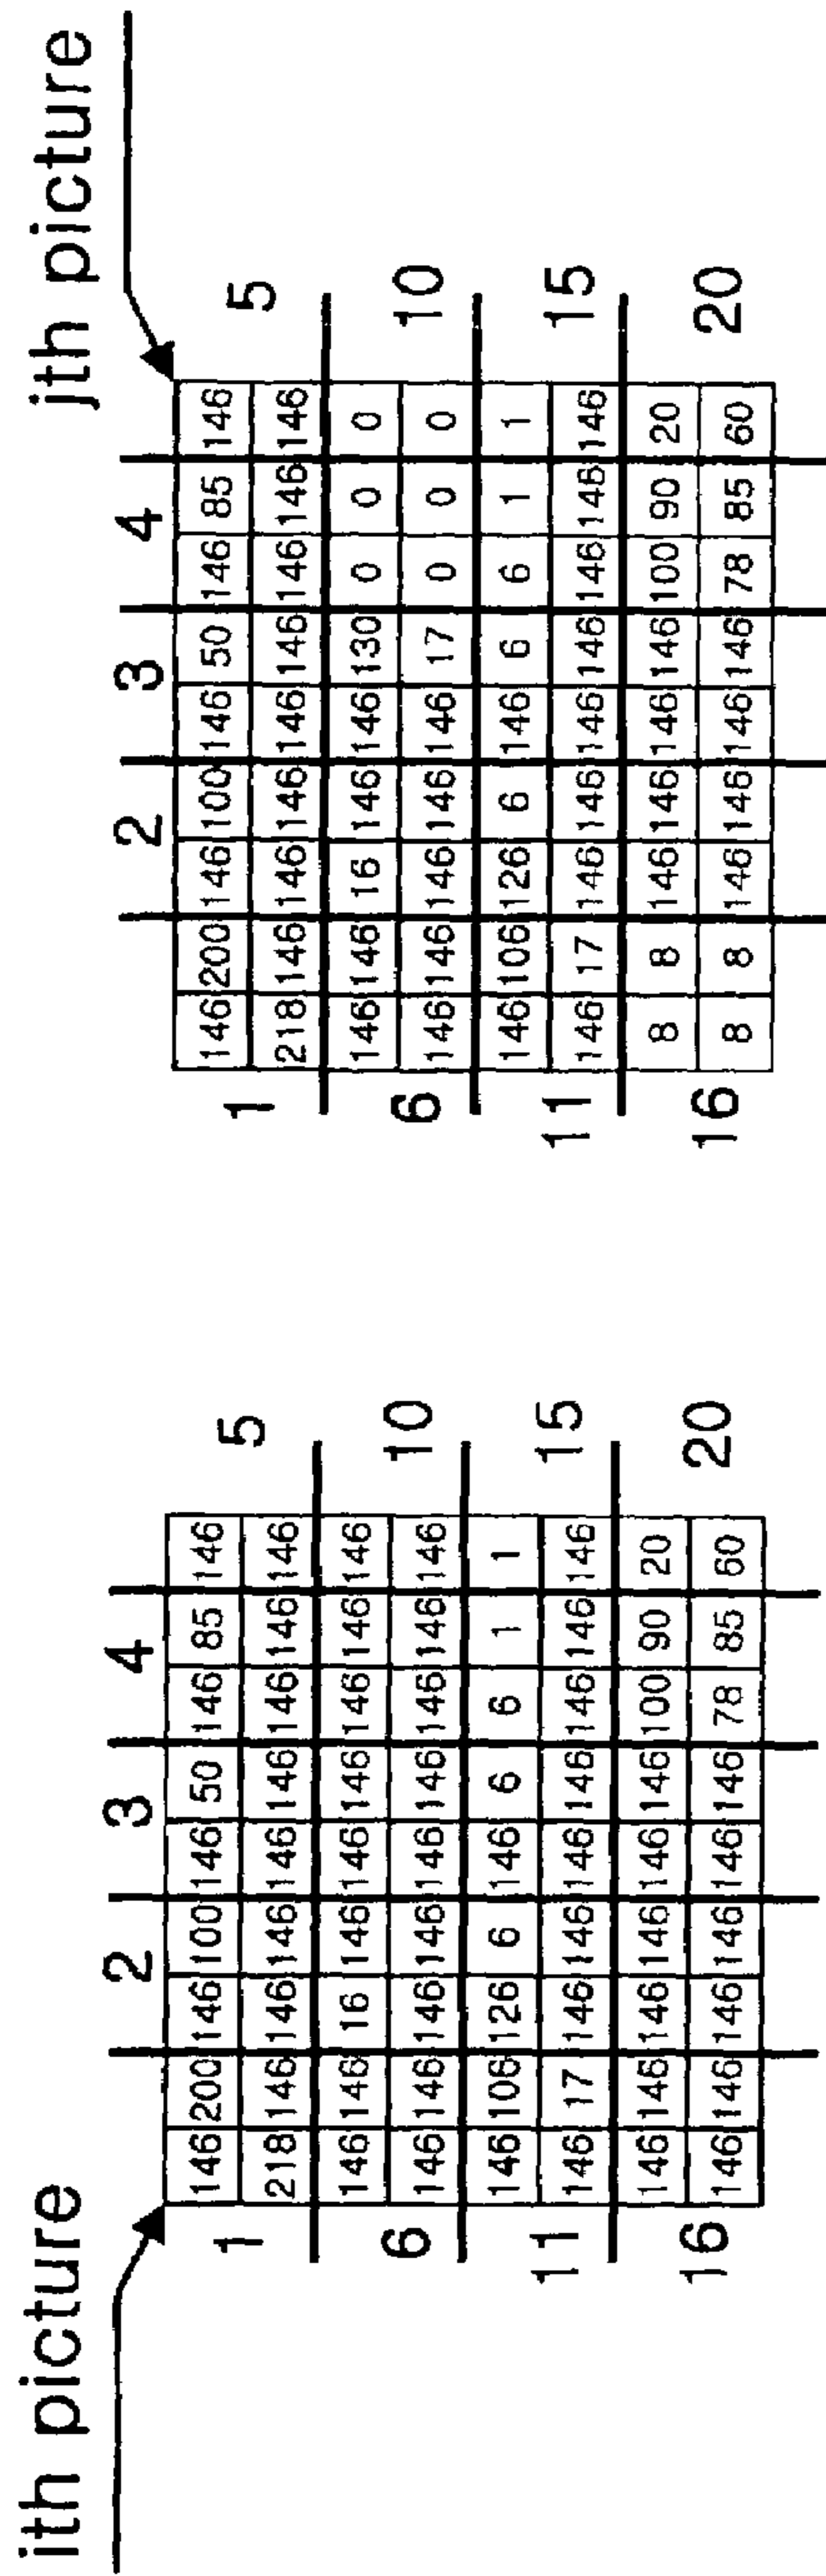 ith picture
2 3 4
146 200 146 100 146 50 146 85 146
1 5
218 146 146 146 146 146 146 146 146
146 146 16 146 146 146 146 146 146
6 10
146 146 146 146 146 146 146 146 146
146 106 126 6 146 6 6 1 1
11 15
146 17 146 146 146 146 146 146 146
146 146 146 146 146 146 100 90 20
16 20
146 146 146 146 146 146 78 85 60
jth picture
2 3 4
146 200 146 100 146 50 146 85 146
1 5
218 146 146 146 146 146 146 146 146
146 146 16 146 146 130 0 0 0
6 10
146 146 146 146 146 17 0 0 0
146 106 126 6 146 6 6 1 1
11 15
146 17 146 146 146 146 146 146 146
8 8 146 146 146 146 100 90 20
16 20
8 8 146 146 146 146 78 85 60